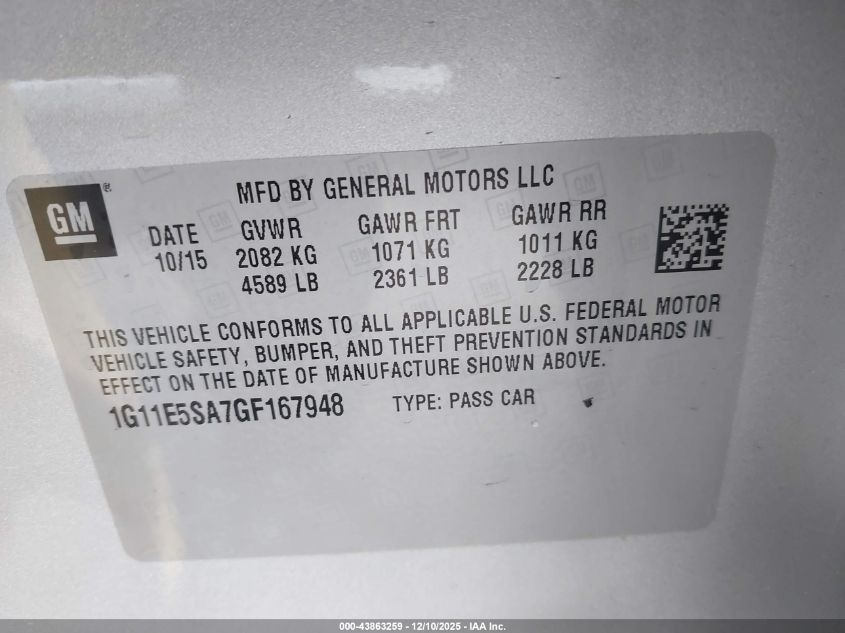 GM®
MFD BY GENERAL MOTORS LLC
DATE GVWR GAWR FRT GAWR RR
10/15 2082 KG 1071 KG 1011 KG
4589 LB 2361 LB 2228 LB
THIS VEHICLE CONFORMS TO ALL APPLICABLE U.S. FEDERAL MOTOR
VEHICLE SAFETY, BUMPER, AND THEFT PREVENTION STANDARDS IN
EFFECT ON THE DATE OF MANUFACTURE SHOWN ABOVE.
1G11E5SA7GF167948 TYPE: PASS CAR
000-43863259 - 12/10/2025 - IAA Inc.